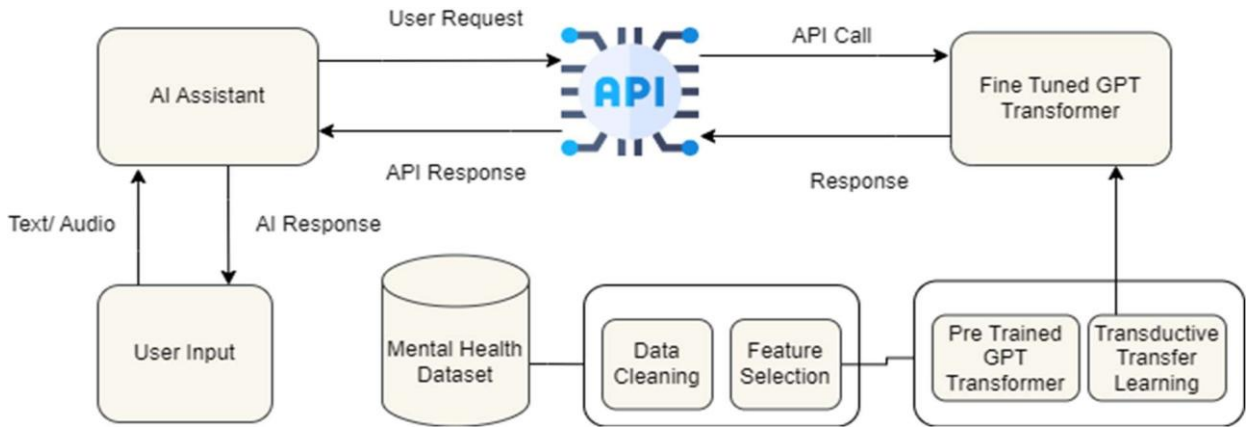 User Request
API Call
AI Assistant
API
Fine Tuned GPT
Transformer
API Response
Response
Text/ Audio
AI Response
User Input
Mental Health
Dataset
Data
Cleaning
Feature
Selection
Pre Trained
GPT
Transformer
Transductive
Transfer
Learning